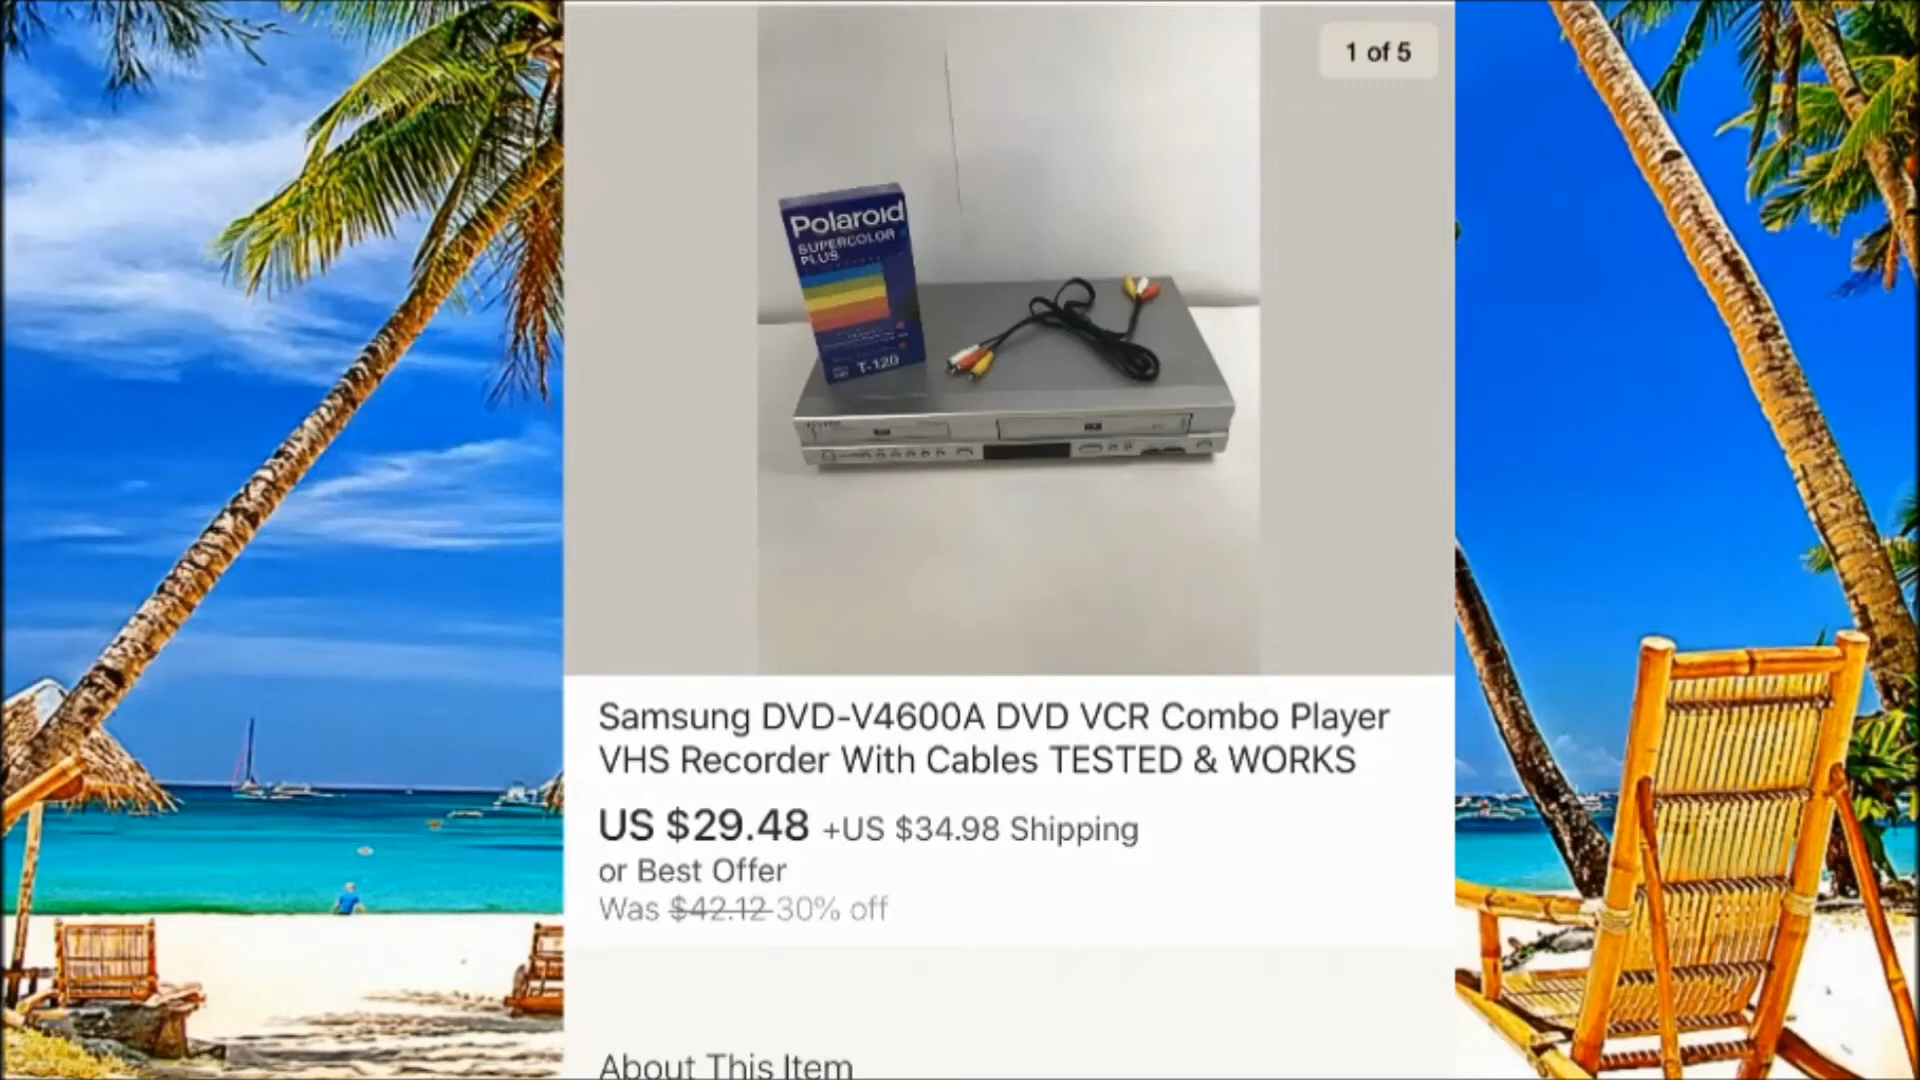 1 of 5
Polaroid
SUPERCOLOR
PLUS
T-120
Samsung DVD-V4600A DVD VCR Combo Player
VHS Recorder With Cables TESTED & WORKS
US $29.48 +US $34.98 Shipping
or Best Offer
Was $42.12 30% off
About This Item